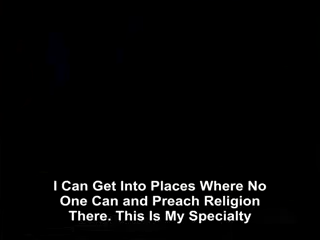 I Can Get Into Places Where No
One Can and Preach Religion
There. This Is My Specialty